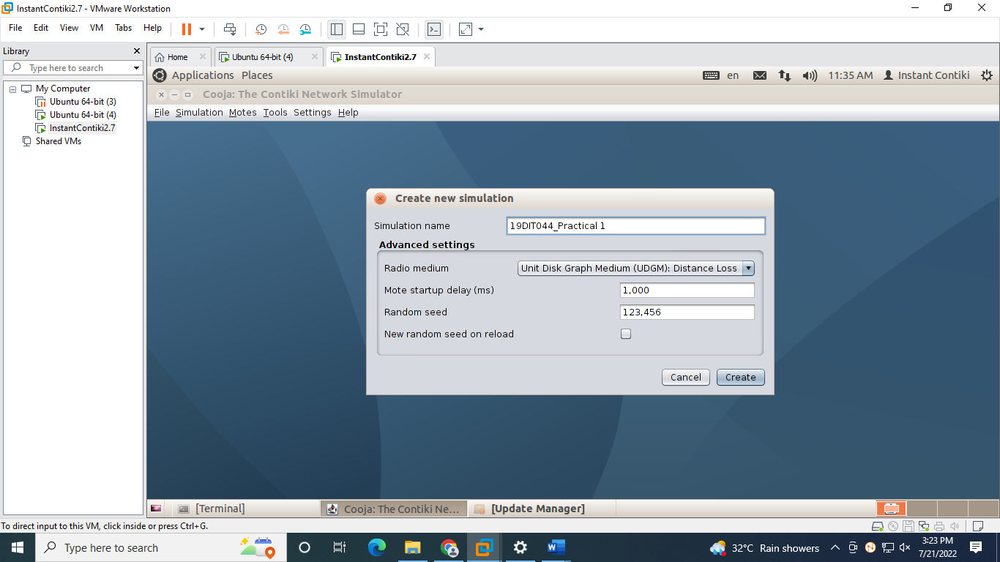 InstantContiki2.7 - VMware Workstation
File Edit View VM Tabs Help
Library
Type here to search
My Computer
Ubuntu 64-bit (3)
Ubuntu 64-bit (4)
InstantContiki2.7
Shared VMs
Home Ubuntu 64-bit (4) InstantContiki2.7
Applications Places en 11:35 AM Instant Contiki
Cooja: The Contiki Network Simulator
File Simulation Motes Tools Settings Help
Create new simulation
Simulation name 19DIT044_Practical 1
Advanced settings
Radio medium Unit Disk Graph Medium (UDGM): Distance Loss
Mote startup delay (ms) 1,000
Random seed 123,456
New random seed on reload
Cancel Create
[Terminal] Cooja: The Contiki Ne... [Update Manager]
To direct input to this VM, click inside or press Ctrl+G.
Type here to search 32°C Rain showers 3:23 PM
7/21/2022